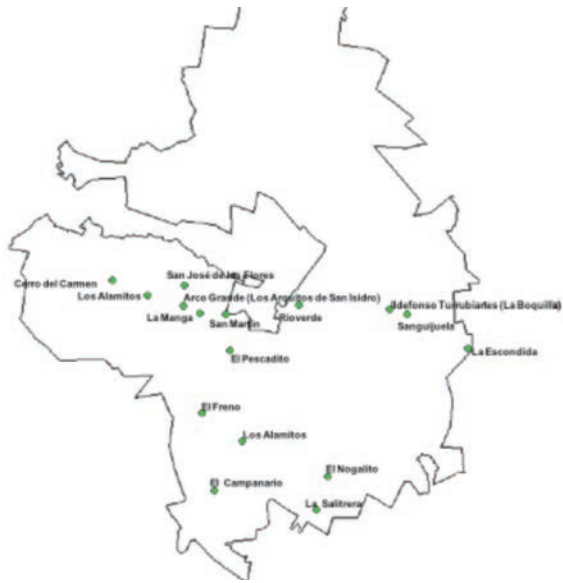 San José de las Flores
Cerro del Carmen
Los Alamitos
Arco Grande (Los Arquitos de San Isidro)
Ildefonso Turrubiartes (La Boquilla)
La Manga
San Martín
Rioverde
Sanguijuela
La Escondida
El Pescadito
El Freno
Los Alamitos
El Nogalito
El Campanario
La Salitrera